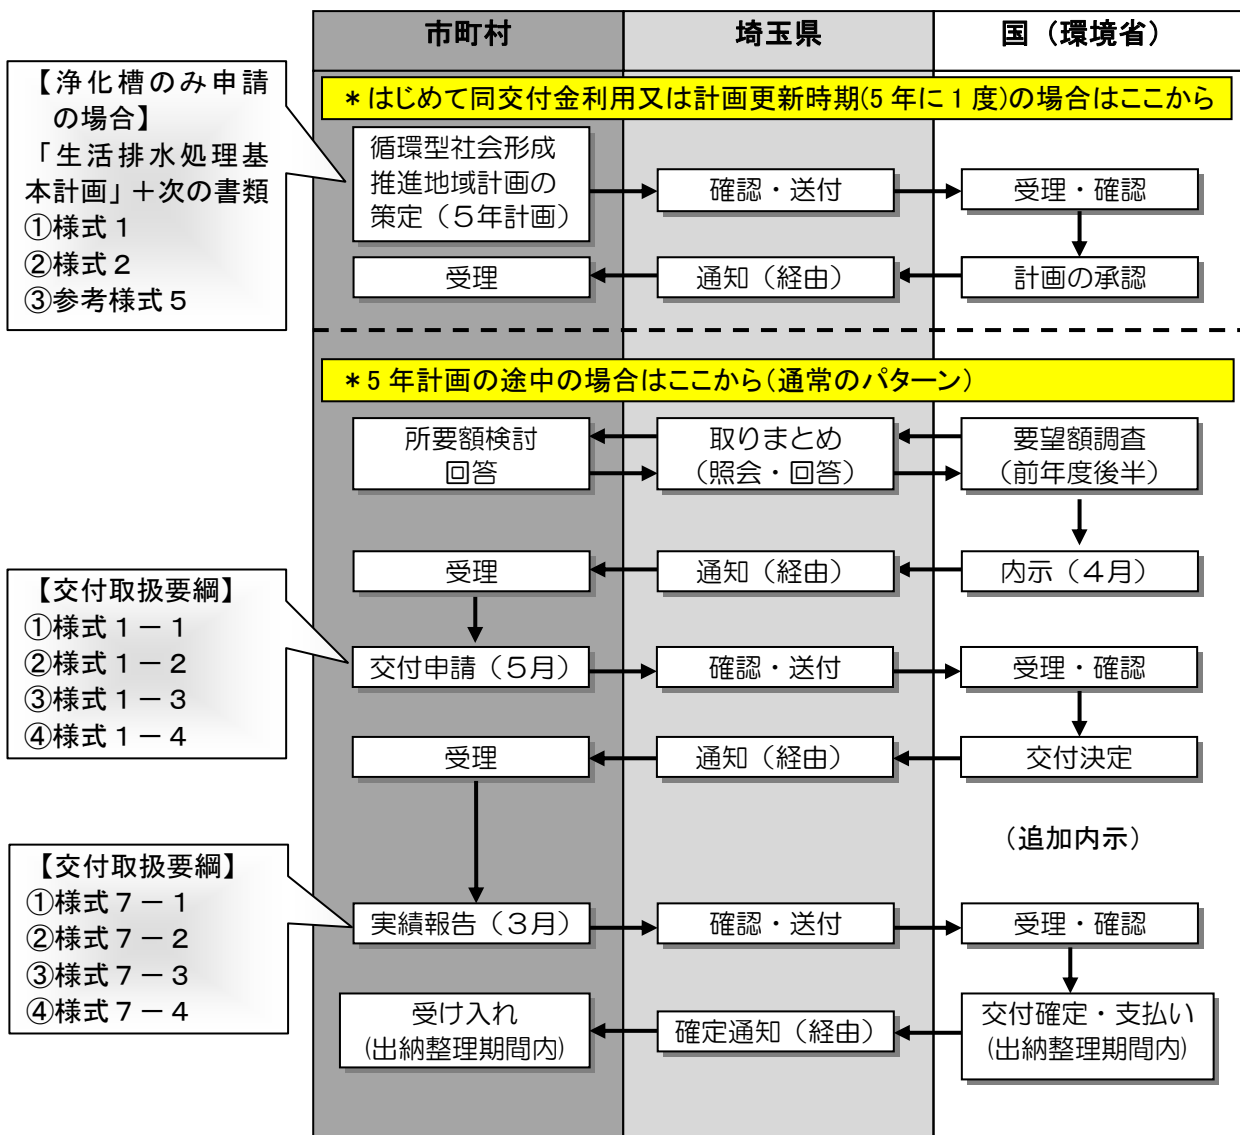 市町村
埼玉県
国（環境省）
【浄化槽のみ申請
の場合】
「生活排水処理基
本計画」＋次の書類
①様式１
②様式２
③参考様式５
＊はじめて同交付金利用又は計画更新時期(5年に1度)の場合はここから
循環型社会形成
推進地域計画の
策定（５年計画）
確認・送付
受理・確認
受理
通知（経由）
計画の承認
＊5年計画の途中の場合はここから（通常のパターン）
所要額検討
回答
取りまとめ
（照会・回答）
要望額調査
（前年度後半）
受理
通知（経由）
内示（４月）
【交付取扱要綱】
①様式１－１
②様式１－２
③様式１－３
④様式１－４
交付申請（５月）
確認・送付
受理・確認
受理
通知（経由）
交付決定
（追加内示）
【交付取扱要綱】
①様式７－１
②様式７－２
③様式７－３
④様式７－４
実績報告（３月）
確認・送付
受理・確認
受け入れ
(出納整理期間内)
確定通知（経由）
交付確定・支払い
(出納整理期間内)